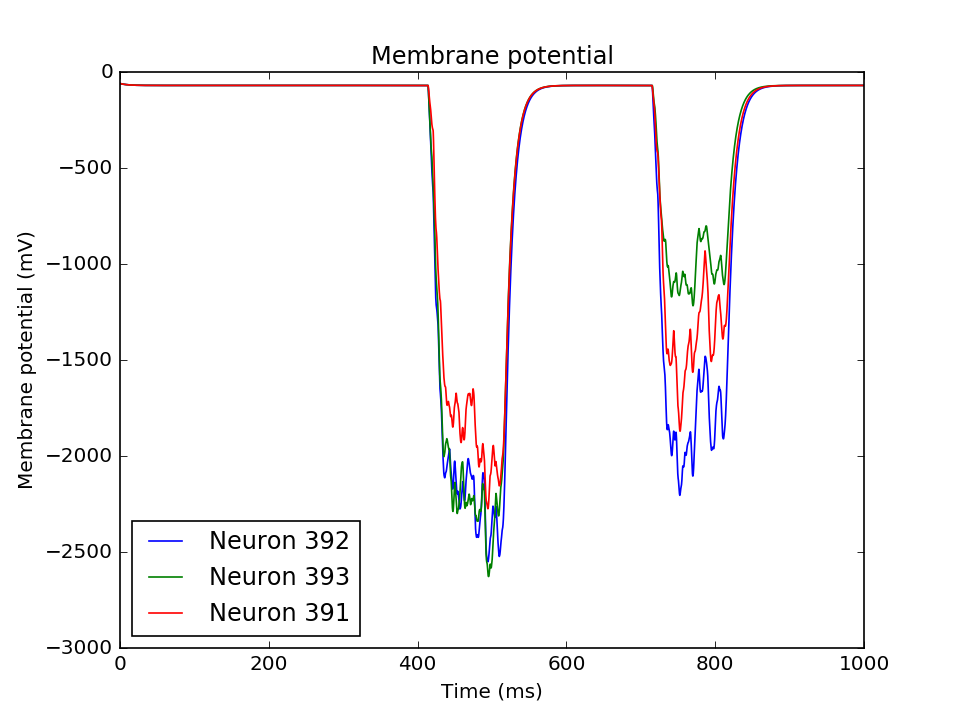 Membrane potential
0
−500
−1000
−1500
−2000
−2500
−3000
Membrane potential (mV)
Neuron 392
Neuron 393
Neuron 391
0 200 400 600 800 1000
Time (ms)